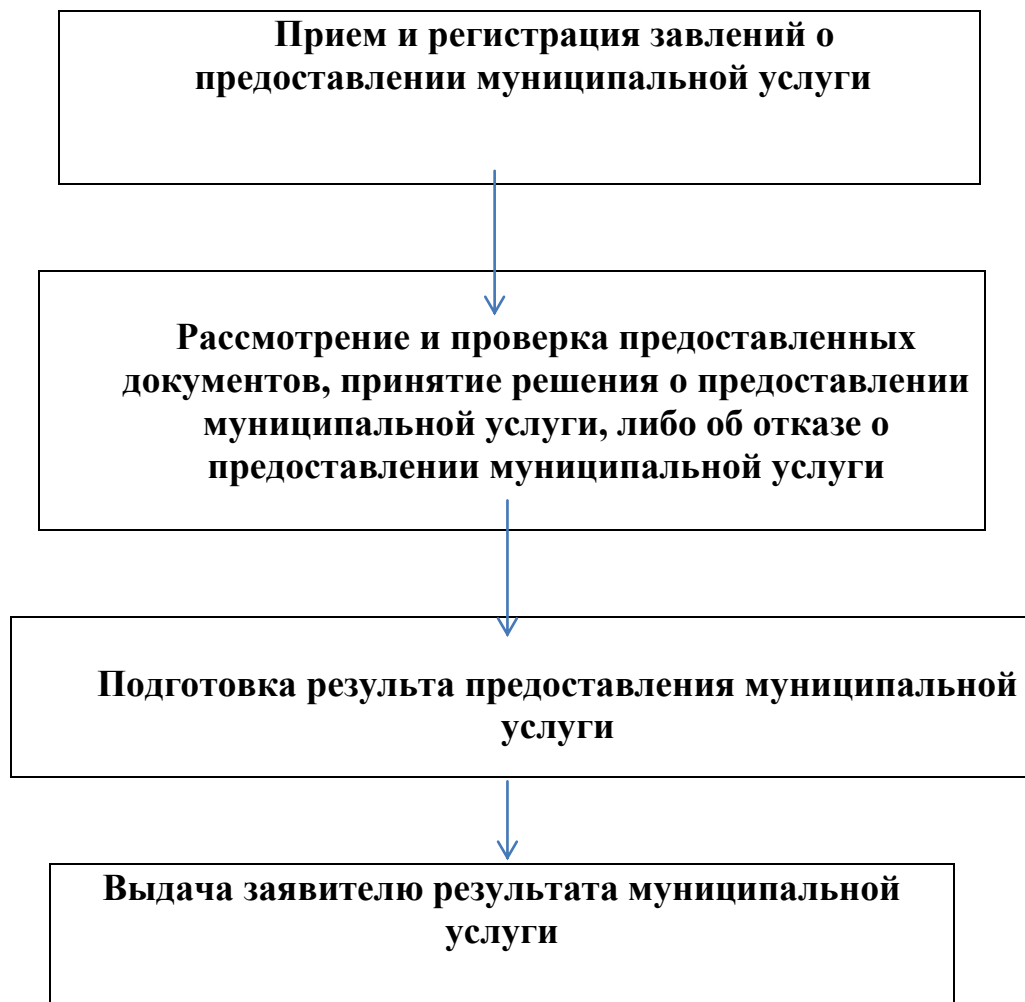 Прием и регистрация завлений о
предоставлении муниципальной услуги
Рассмотрение и проверка предоставленных
документов, принятие решения о предоставлении
муниципальной услуги, либо об отказе о
предоставлении муниципальной услуги
Подготовка результа предоставления муниципальной
услуги
Выдача заявителю результата муниципальной
услуги